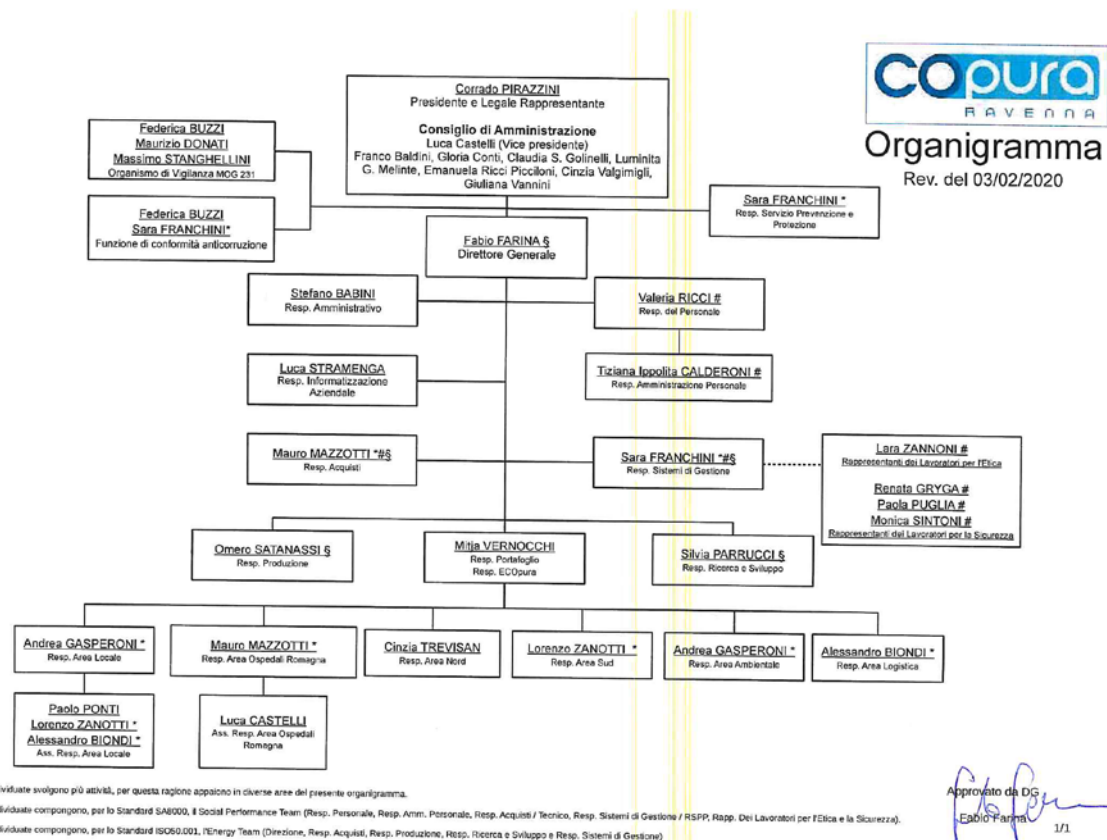 Corrado PIRAZZINI
Presidente e Legale Rappresentante
Consiglio di Amministrazione
Luca Castelli (Vice presidente)
Franco Baldini, Gloria Conti, Claudia S. Golinelli, Luminita
G. Melinte, Emanuela Ricci Picciloni, Cinzia Valgimigli,
Giuliana Vannini
copura
RAVENNA
Organigramma
Rev. del 03/02/2020
Federica BUZZI
Maurizio DONATI
Massimo STANGHELLINI
Organismo di Vigilanza MOG 231
Federica BUZZI
Sara FRANCHINI*
Funzione di conformità anticorruzione
Sara FRANCHINI *
Resp. Servizio Prevenzione e
Protezione
Fabio FARINA §
Direttore Generale
Stefano BABINI
Resp. Amministrativo
Valeria RICCI #
Resp. del Personale
Luca STRAMENGA
Resp. Informatizzazione
Aziendale
Tiziana Ippolita CALDERONI #
Resp. Amministrazione Personale
Mauro MAZZOTTI *#§
Resp. Acquisti
Sara FRANCHINI *#§
Resp. Sistemi di Gestione
Lara ZANNONI #
Rappresentanti dei Lavoratori per l'Etica
Renata GRYGA #
Paola PUGLIA #
Monica SINTONI #
Rappresentanti dei Lavoratori per la Sicurezza
Omero SATANASSI §
Resp. Produzione
Mitja VERNOCCHI
Resp. Portafoglio
Resp. ECOpura
Silvia PARRUCCI §
Resp. Ricerca e Sviluppo
Andrea GASPERONI *
Resp. Area Locale
Mauro MAZZOTTI *
Resp. Area Ospedali Romagna
Cinzia TREVISAN
Resp. Area Nord
Lorenzo ZANOTTI *
Resp. Area Sud
Andrea GASPERONI *
Resp. Area Ambientale
Alessandro BIONDI *
Resp. Area Logistica
Paolo PONTI
Lorenzo ZANOTTI *
Alessandro BIONDI *
Ass. Resp. Area Locale
Luca CASTELLI
Ass. Resp. Area Ospedali
Romagna
ividuate svolgono più attività, per questa ragione appaiono in diverse aree del presente organigramma.
dividuate compongono, per lo Standard SA8000, il Social Performance Team (Resp. Personale, Resp. Amm. Personale, Resp. Acquisti / Tecnico, Resp. Sistemi di Gestione / RSPP, Rapp. Dei Lavoratori per l'Etica e la Sicurezza).
dividuate compongono, per lo Standard ISO50.001, l'Energy Team (Direzione, Resp. Acquisti, Resp. Produzione, Resp. Ricerca e Sviluppo e Resp. Sistemi di Gestione)
Approvato da DG
Fabio Farina
1/1